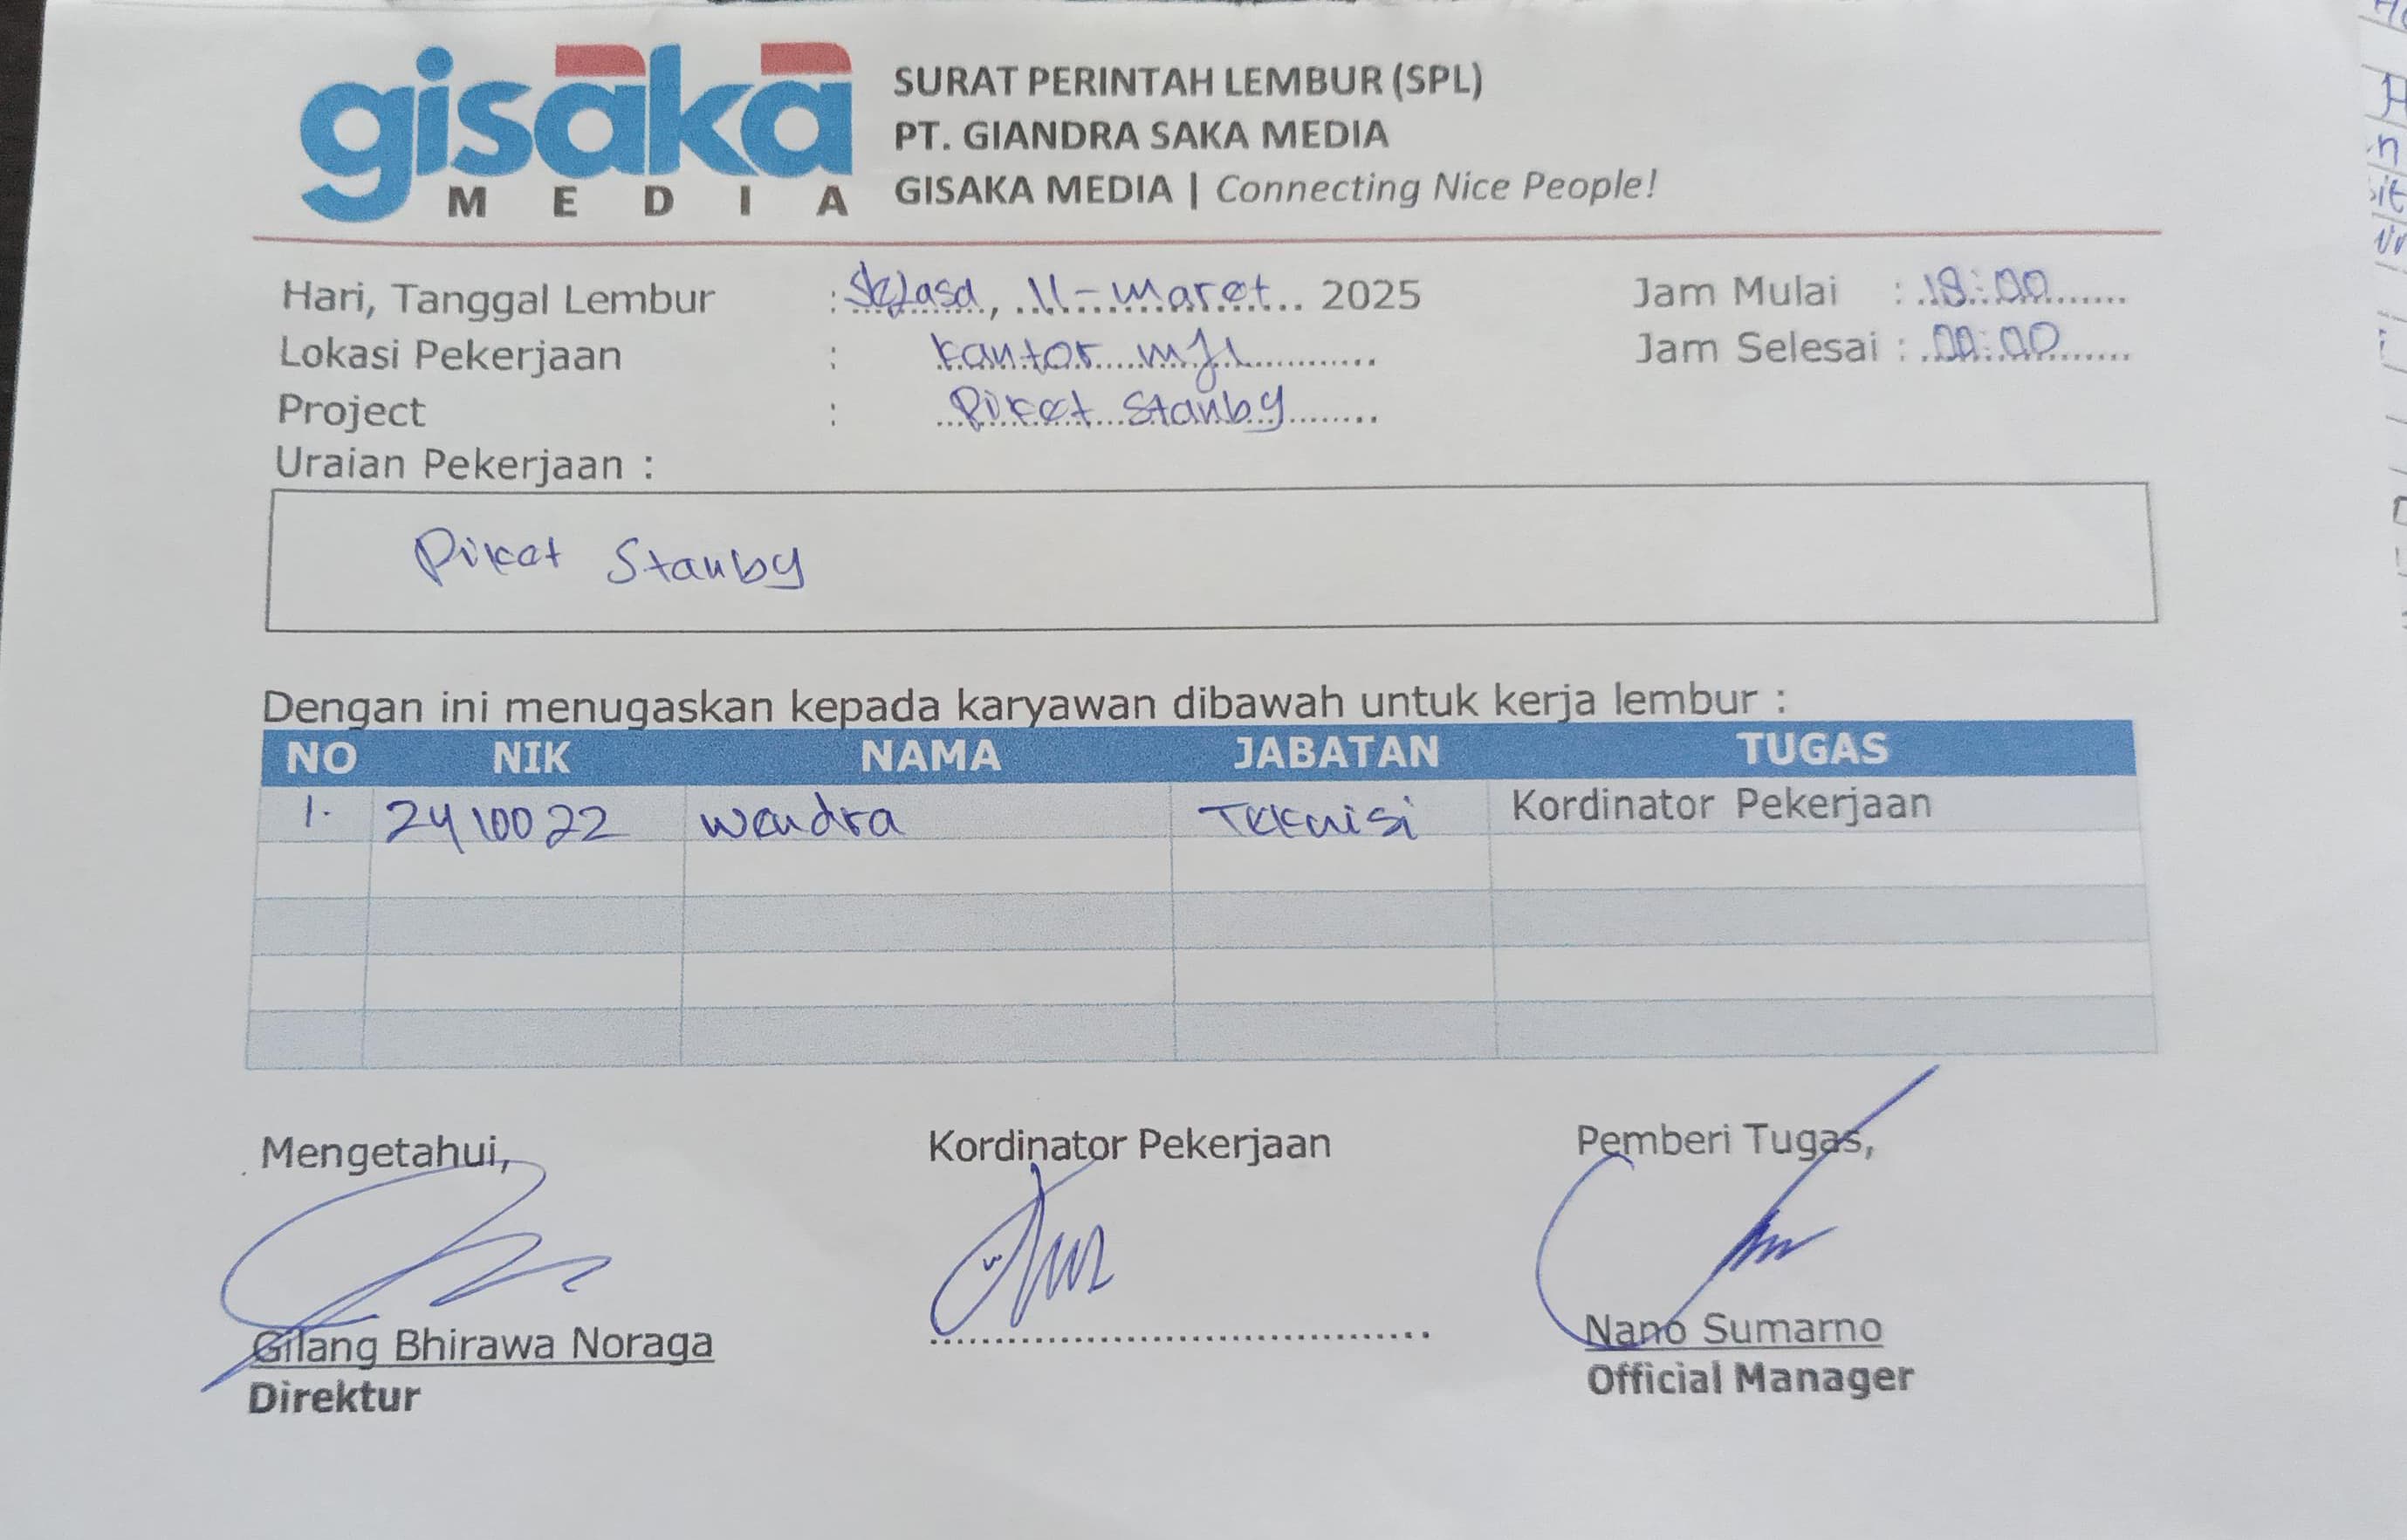 gisaka
MEDIA
SURAT PERINTAH LEMBUR (SPL)
PT. GIANDRA SAKA MEDIA
GISAKA MEDIA | Connecting Nice People!
Hari, Tanggal Lembur : Selasa, 11 - Maret 2025 Jam Mulai : 18:00
Lokasi Pekerjaan : Kantor Jam Selesai : 00:00
Project : Piket Stanby
Uraian Pekerjaan :
Piket Stanby
Dengan ini menugaskan kepada karyawan dibawah untuk kerja lembur :
NO NIK NAMA JABATAN TUGAS
1. 2410022 Wendra Teknisi Kordinator Pekerjaan
Mengetahui, Kordinator Pekerjaan Pemberi Tugas,
Gilang Bhirawa Noraga Nano Sumarno
Direktur Official Manager